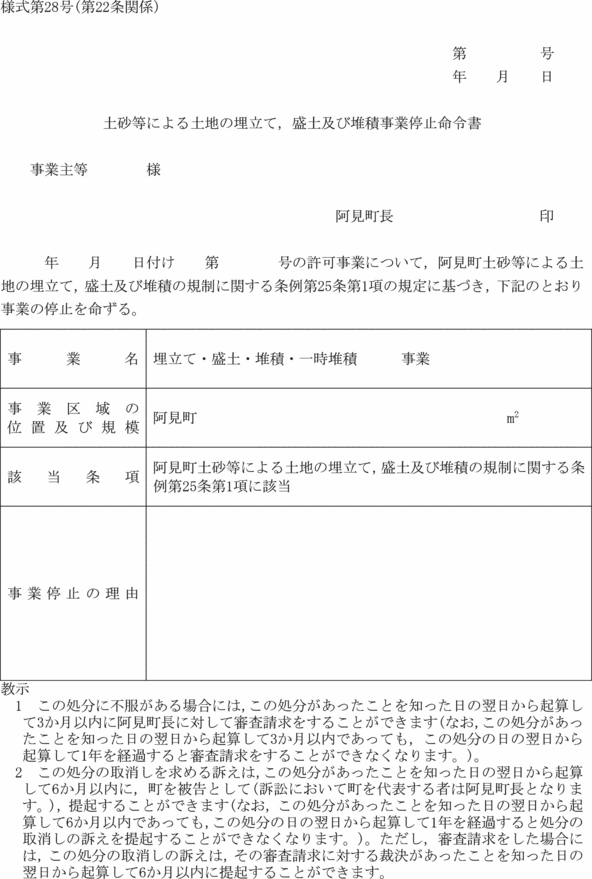 様式第28号(第22条関係)
第　　　　　号
年　　月　　日
土砂等による土地の埋立て，盛土及び堆積事業停止命令書
事業主等　　　　様
阿見町長　　　　　　　　　　印
年　　月　　日付け　　第　　　　号の許可事業について，阿見町土砂等による土
地の埋立て，盛土及び堆積の規制に関する条例第25条第1項の規定に基づき，下記のとおり
事業の停止を命ずる。
事業名　埋立て・盛土・堆積・一時堆積　　　事業
事業区域の
位置及び規模　阿見町　　　　　　　　　　m²
該当条項　阿見町土砂等による土地の埋立て，盛土及び堆積の規制に関する条
例第25条第1項に該当
事業停止の理由
教示
1　この処分に不服がある場合には，この処分があったことを知った日の翌日から起算し
て3か月以内に阿見町長に対して審査請求をすることができます(なお，この処分があっ
たことを知った日の翌日から起算して3か月以内であっても，この処分の日の翌日から
起算して1年を経過すると審査請求をすることができなくなります。)。
2　この処分の取消しを求める訴えは，この処分があったことを知った日の翌日から起算
して6か月以内に，町を被告として(訴訟において町を代表する者は阿見町長となりま
す。)，提起することができます(なお，この処分があったことを知った日の翌日から起
算して6か月以内であっても，この処分の日の翌日から起算して1年を経過すると処分の
取消しの訴えを提起することができなくなります。)。ただし，審査請求をした場合に
は，この処分の取消しの訴えは，その審査請求に対する裁決があったことを知った日の
翌日から起算して6か月以内に提起することができます。